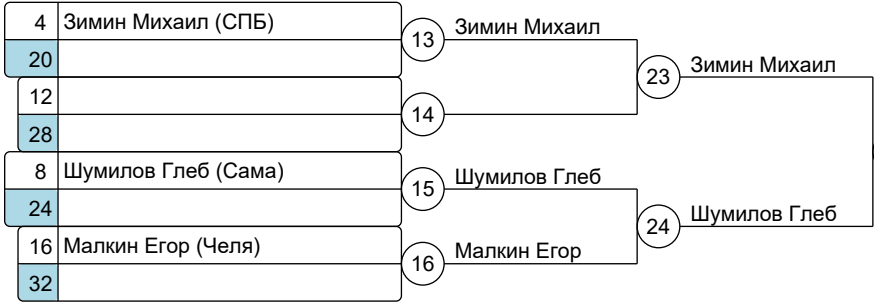 4 Зимин Михаил (СПБ)
20
13 Зимин Михаил
23 Зимин Михаил
12
28
14
8 Шумилов Глеб (Сама)
24
15 Шумилов Глеб
24 Шумилов Глеб
16 Малкин Егор (Челя)
32
16 Малкин Егор